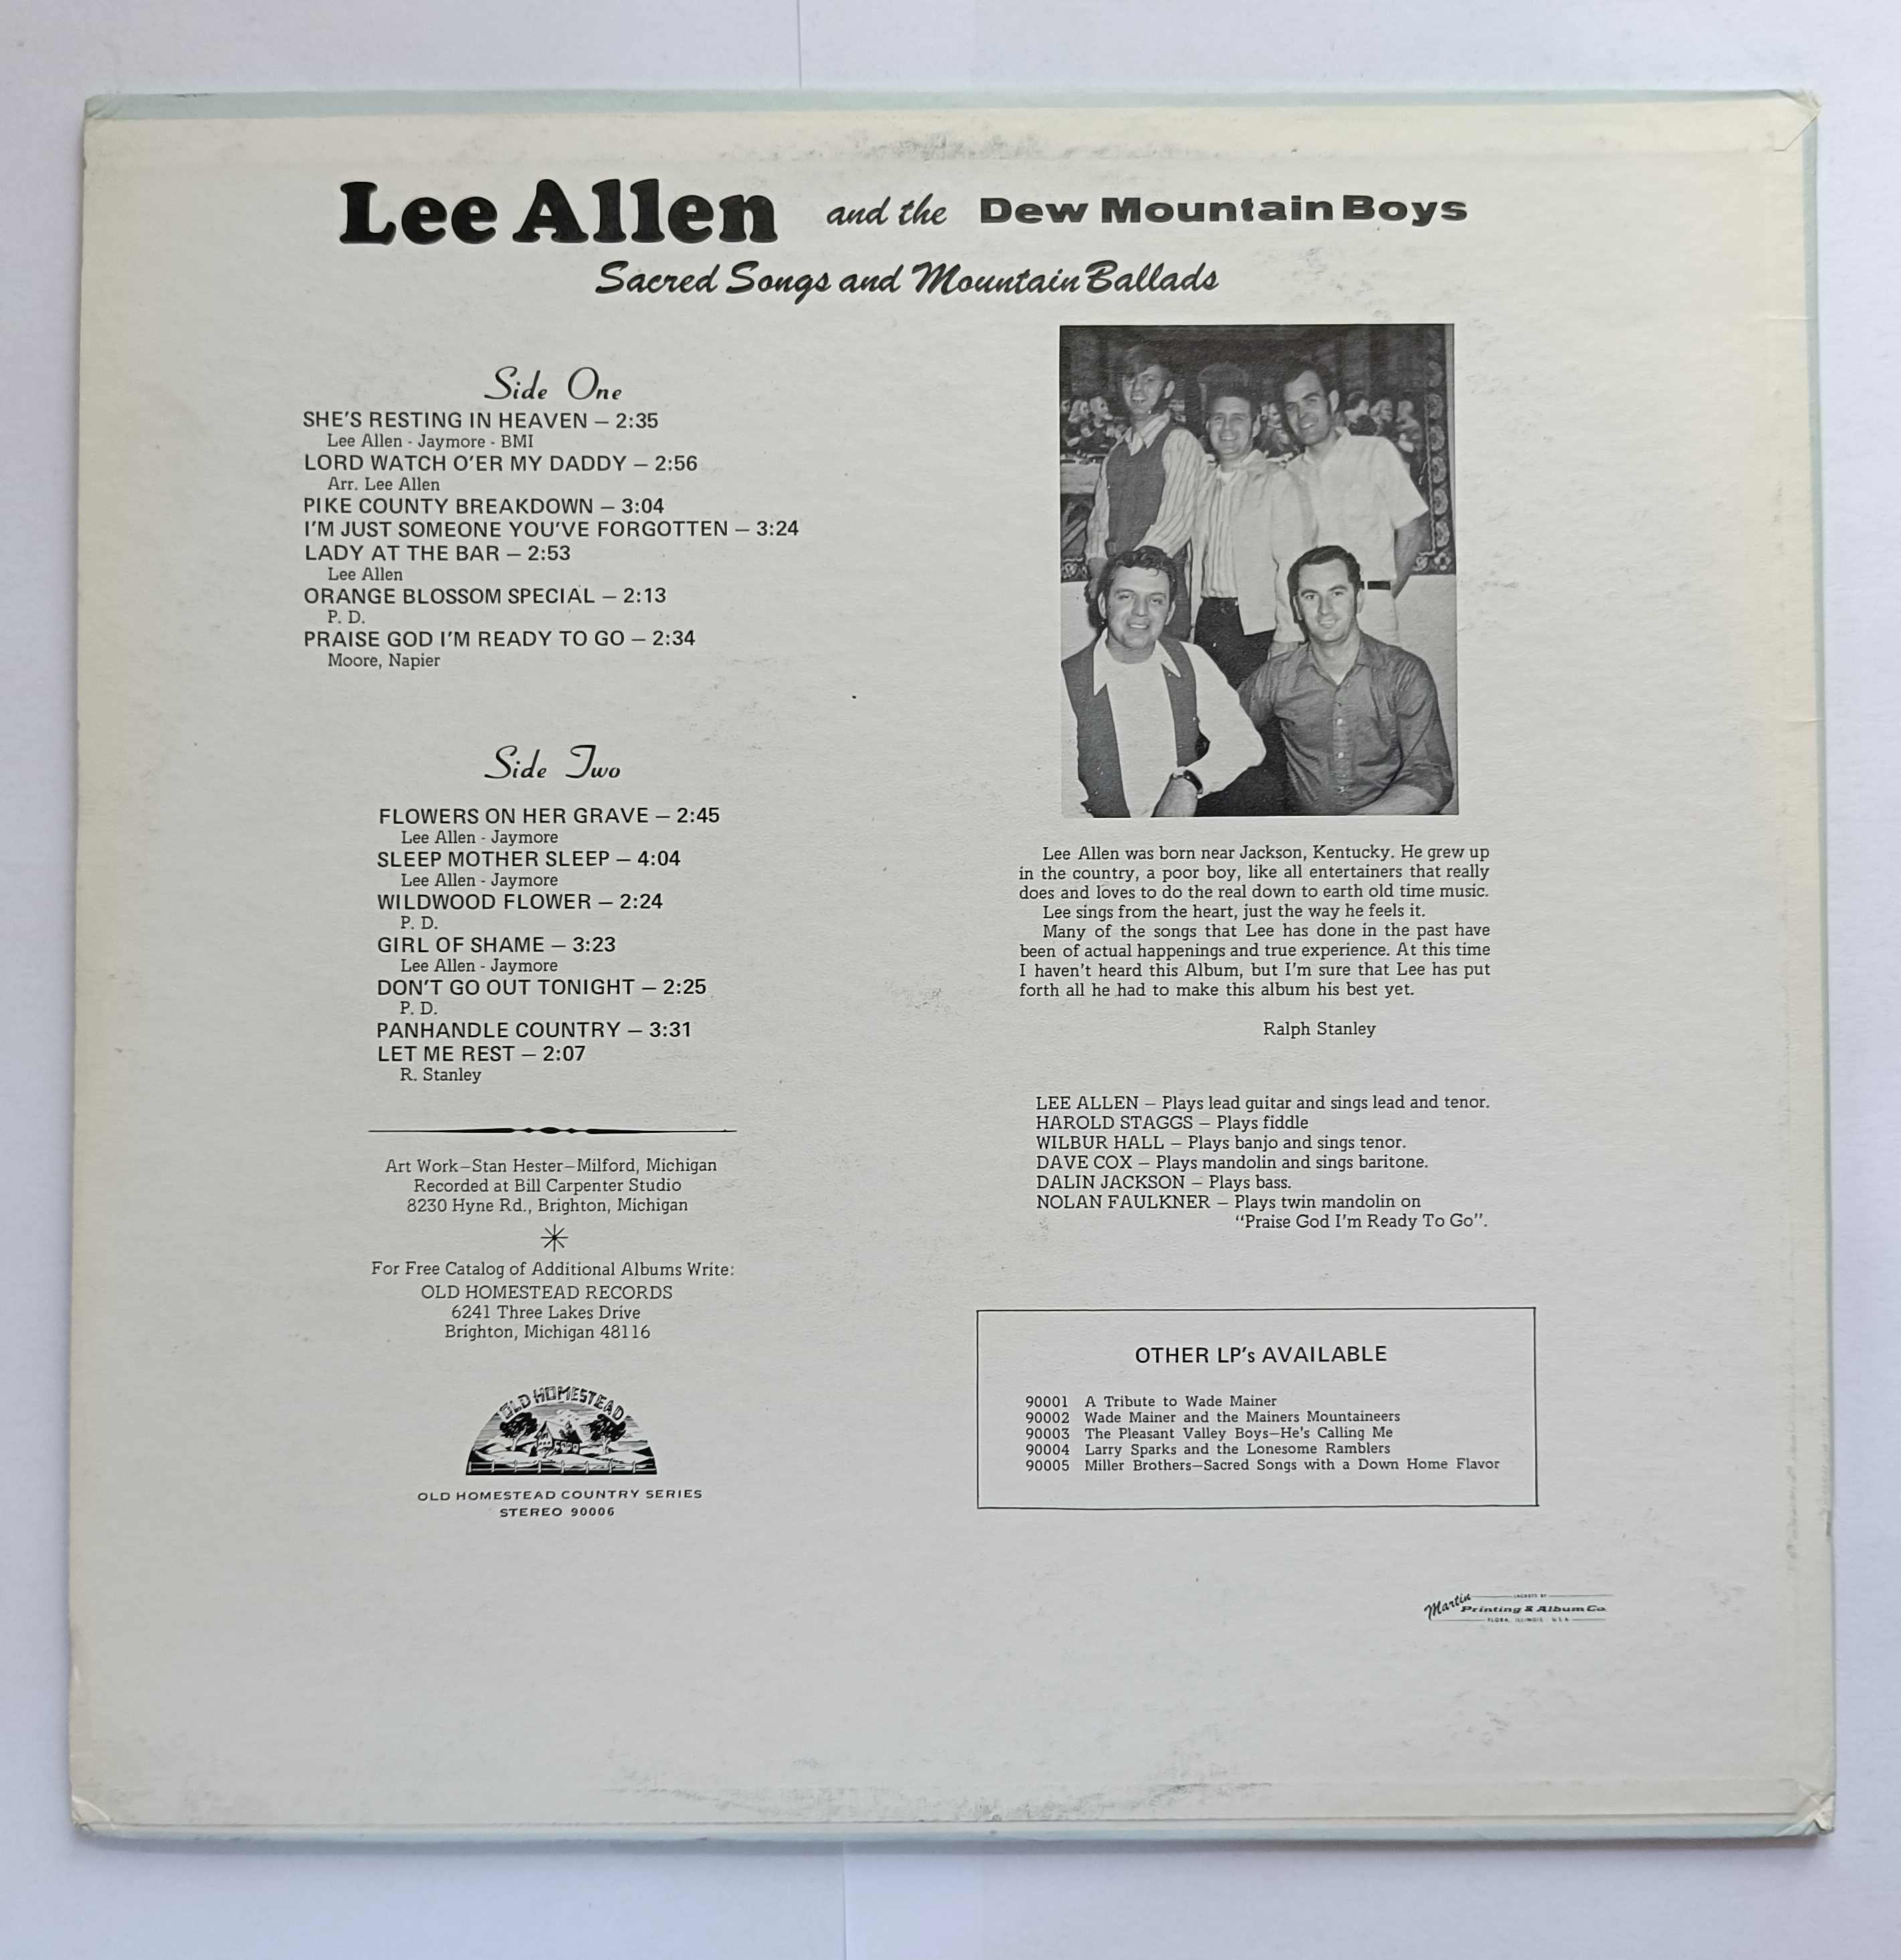 Lee Allen and the Dew Mountain Boys
Sacred Songs and Mountain Ballads
Side One
SHE'S RESTING IN HEAVEN – 2:35
Lee Allen - Jaymore - BMI
LORD WATCH O'ER MY DADDY – 2:56
Arr. Lee Allen
PIKE COUNTY BREAKDOWN – 3:04
I'M JUST SOMEONE YOU'VE FORGOTTEN – 3:24
LADY AT THE BAR – 2:53
Lee Allen
ORANGE BLOSSOM SPECIAL – 2:13
P. D.
PRAISE GOD I'M READY TO GO – 2:34
Moore, Napier
Side Two
FLOWERS ON HER GRAVE – 2:45
Lee Allen - Jaymore
SLEEP MOTHER SLEEP – 4:04
Lee Allen - Jaymore
WILDWOOD FLOWER – 2:24
P. D.
GIRL OF SHAME – 3:23
Lee Allen - Jaymore
DON'T GO OUT TONIGHT – 2:25
P. D.
PANHANDLE COUNTRY – 3:31
LET ME REST – 2:07
R. Stanley
Art Work–Stan Hester–Milford, Michigan
Recorded at Bill Carpenter Studio
8230 Hyne Rd., Brighton, Michigan
For Free Catalog of Additional Albums Write:
OLD HOMESTEAD RECORDS
6241 Three Lakes Drive
Brighton, Michigan 48116
OLD HOMESTEAD
OLD HOMESTEAD COUNTRY SERIES
STEREO 90006
Lee Allen was born near Jackson, Kentucky. He grew up
in the country, a poor boy, like all entertainers that really
does and loves to do the real down to earth old time music.
Lee sings from the heart, just the way he feels it.
Many of the songs that Lee has done in the past have
been of actual happenings and true experience. At this time
I haven't heard this Album, but I'm sure that Lee has put
forth all he had to make this album his best yet.
Ralph Stanley
LEE ALLEN – Plays lead guitar and sings lead and tenor.
HAROLD STAGGS – Plays fiddle
WILBUR HALL – Plays banjo and sings tenor.
DAVE COX – Plays mandolin and sings baritone.
DALIN JACKSON – Plays bass.
NOLAN FAULKNER – Plays twin mandolin on
"Praise God I'm Ready To Go".
OTHER LP's AVAILABLE
90001 A Tribute to Wade Mainer
90002 Wade Mainer and the Mainers Mountaineers
90003 The Pleasant Valley Boys–He's Calling Me
90004 Larry Sparks and the Lonesome Ramblers
90005 Miller Brothers–Sacred Songs with a Down Home Flavor
JACKETS BY
Martin Printing & Album Co.
FLORA, ILLINOIS U.S.A.